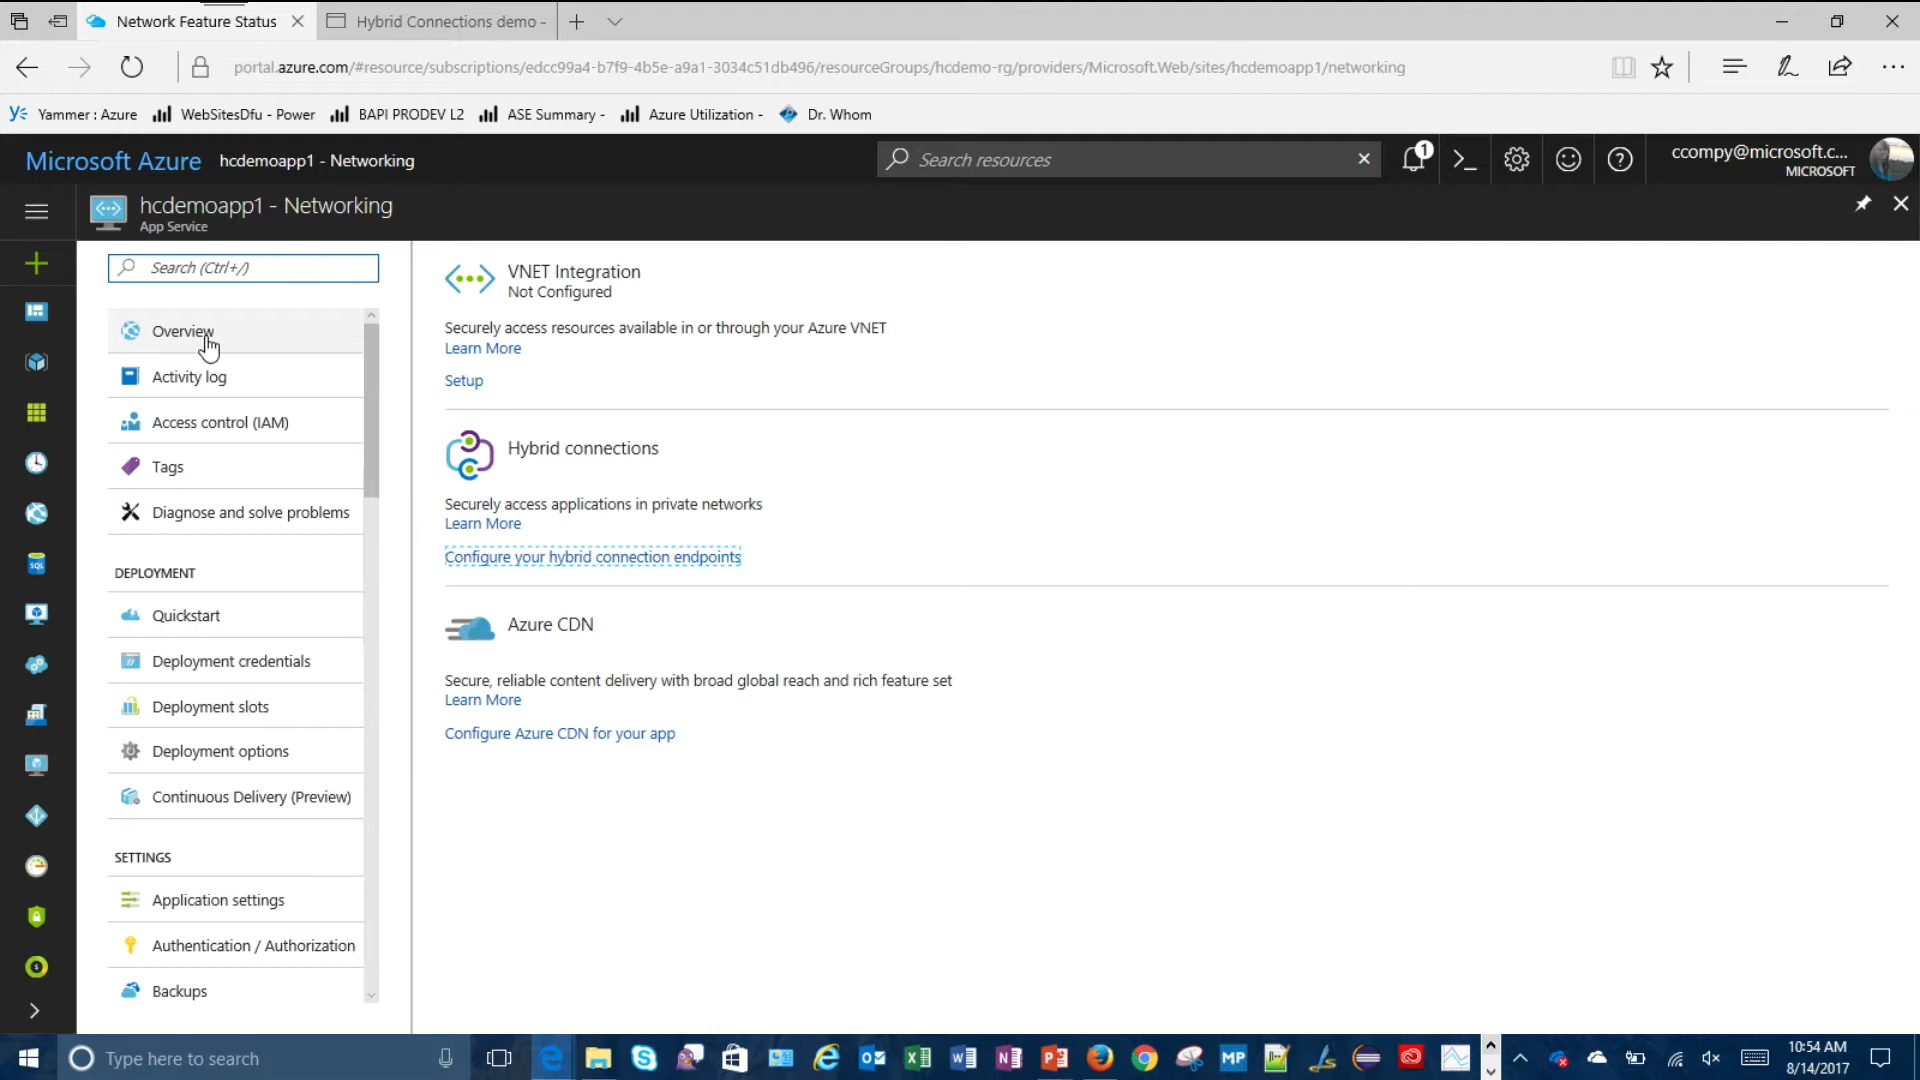 Network Feature Status
Hybrid Connections demo -
portal.azure.com/#resource/subscriptions/edcc99a4-b7f9-4b5e-a9a1-3034c51db496/resourceGroups/hcdemo-rg/providers/Microsoft.Web/sites/hcdemoapp1/networking
Yammer : Azure
WebSitesDfu - Power
BAPI PRODEV L2
ASE Summary -
Azure Utilization -
Dr. Whom
Microsoft Azure
hcdemoapp1 - Networking
Search resources
1
ccompy@microsoft.c...
MICROSOFT
hcdemoapp1 - Networking
App Service
Search (Ctrl+/)
Overview
Activity log
Access control (IAM)
Tags
Diagnose and solve problems
DEPLOYMENT
Quickstart
Deployment credentials
Deployment slots
Deployment options
Continuous Delivery (Preview)
SETTINGS
Application settings
Authentication / Authorization
Backups
VNET Integration
Not Configured
Securely access resources available in or through your Azure VNET
Learn More
Setup
Hybrid connections
Securely access applications in private networks
Learn More
Configure your hybrid connection endpoints
Azure CDN
Secure, reliable content delivery with broad global reach and rich feature set
Learn More
Configure Azure CDN for your app
Type here to search
10:54 AM
8/14/2017